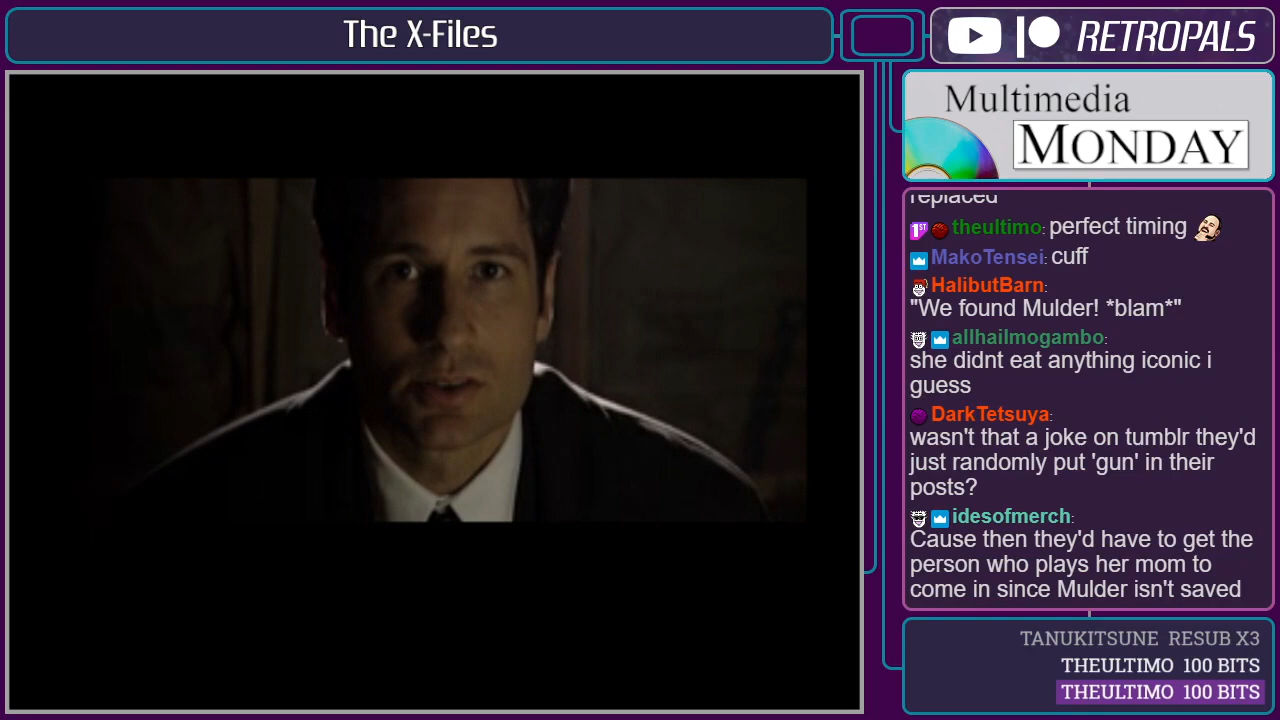 The X-Files
RETROPALS
Multimedia
MONDAY
replaced
1ST theultimo: perfect timing
MakoTensei: cuff
HalibutBarn:
"We found Mulder! *blam*"
allhailmogambo:
she didnt eat anything iconic i
guess
DarkTetsuya:
wasn't that a joke on tumblr they'd
just randomly put 'gun' in their
posts?
idesofmerch:
Cause then they'd have to get the
person who plays her mom to
come in since Mulder isn't saved
TANUKITSUNE RESUB X3
THEULTIMO 100 BITS
THEULTIMO 100 BITS